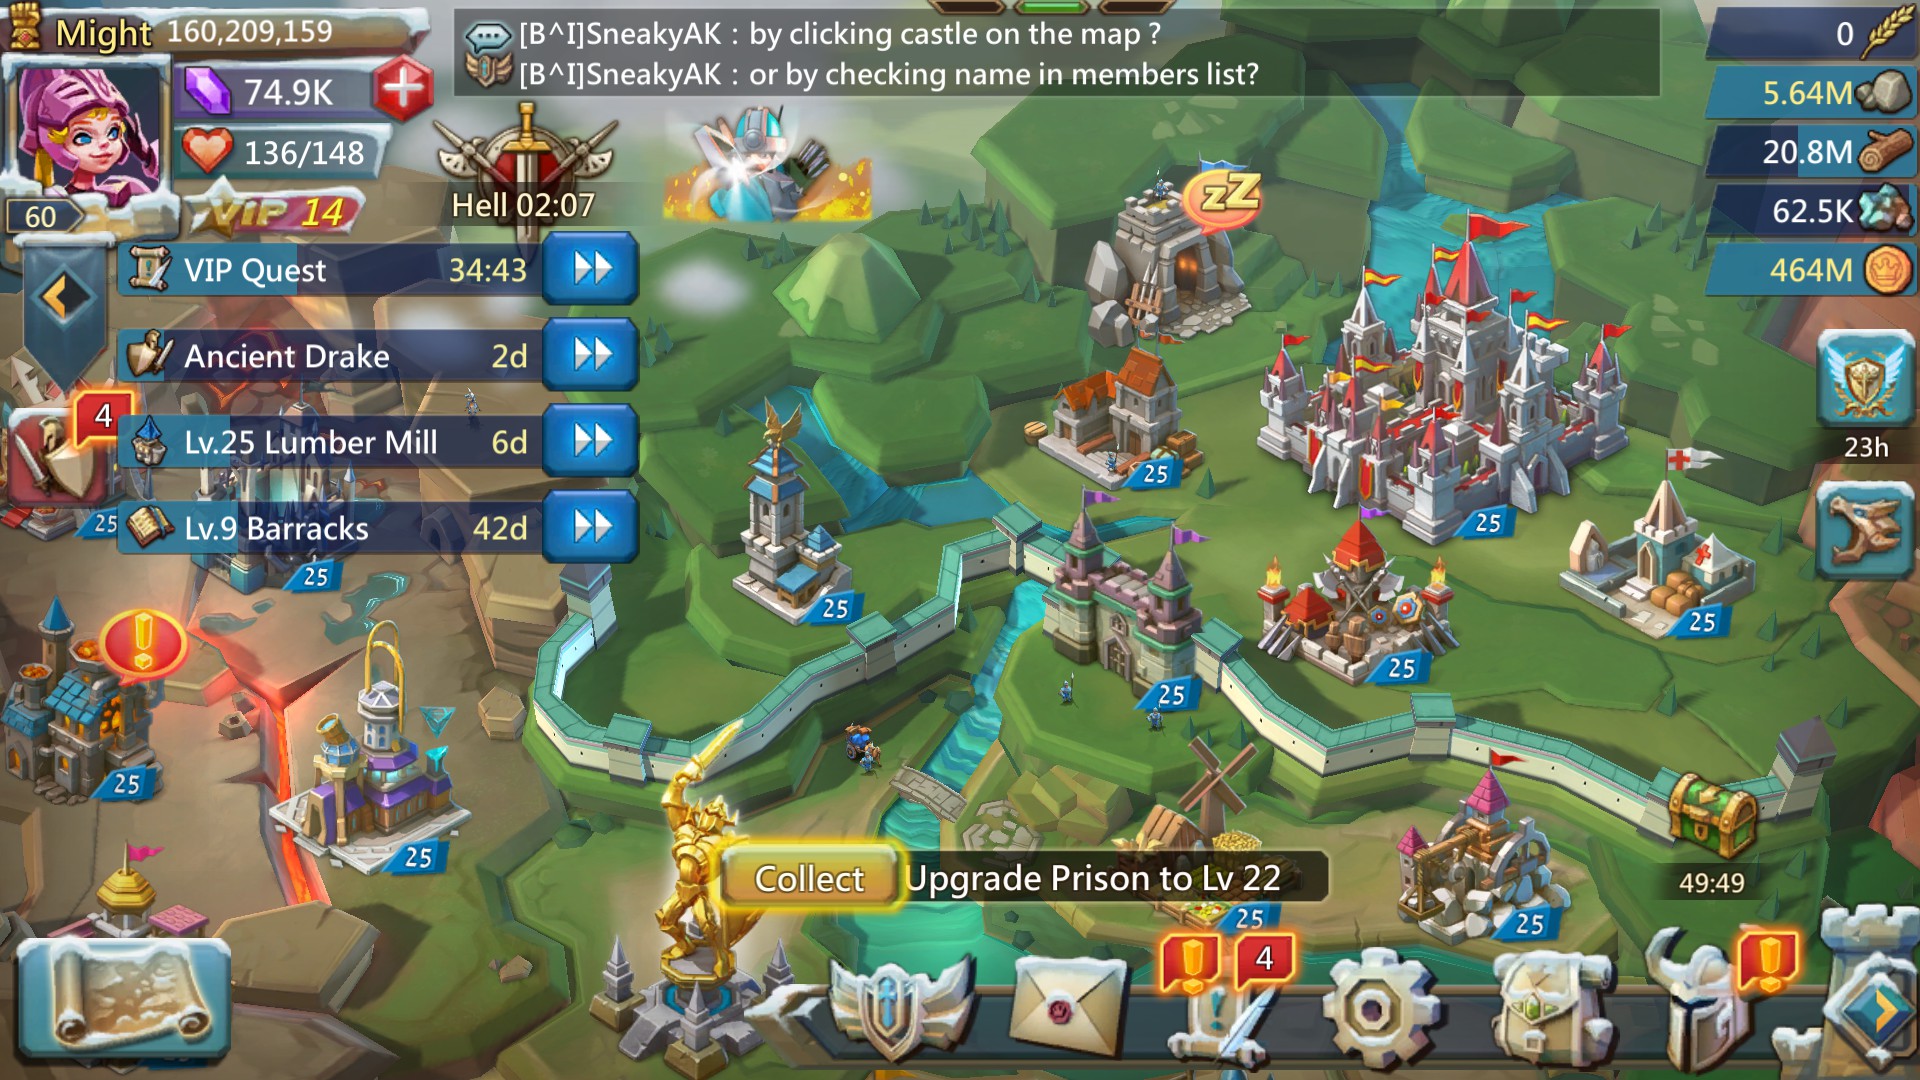 Might 160,209,159
[B^I]SneakyAK : by clicking castle on the map ?
[B^I]SneakyAK : or by checking name in members list?
0
74.9K
5.64M
136/148
20.8M
60
VIP 14
Hell 02:07
zZ
62.5K
VIP Quest 34:43
464M
Ancient Drake 2d
23h
4
Lv.25 Lumber Mill 6d
25
25
25
Lv.9 Barracks 42d
25
25
25
25
25
25
25
25
Collect
Upgrade Prison to Lv 22
49:49
25
25
4